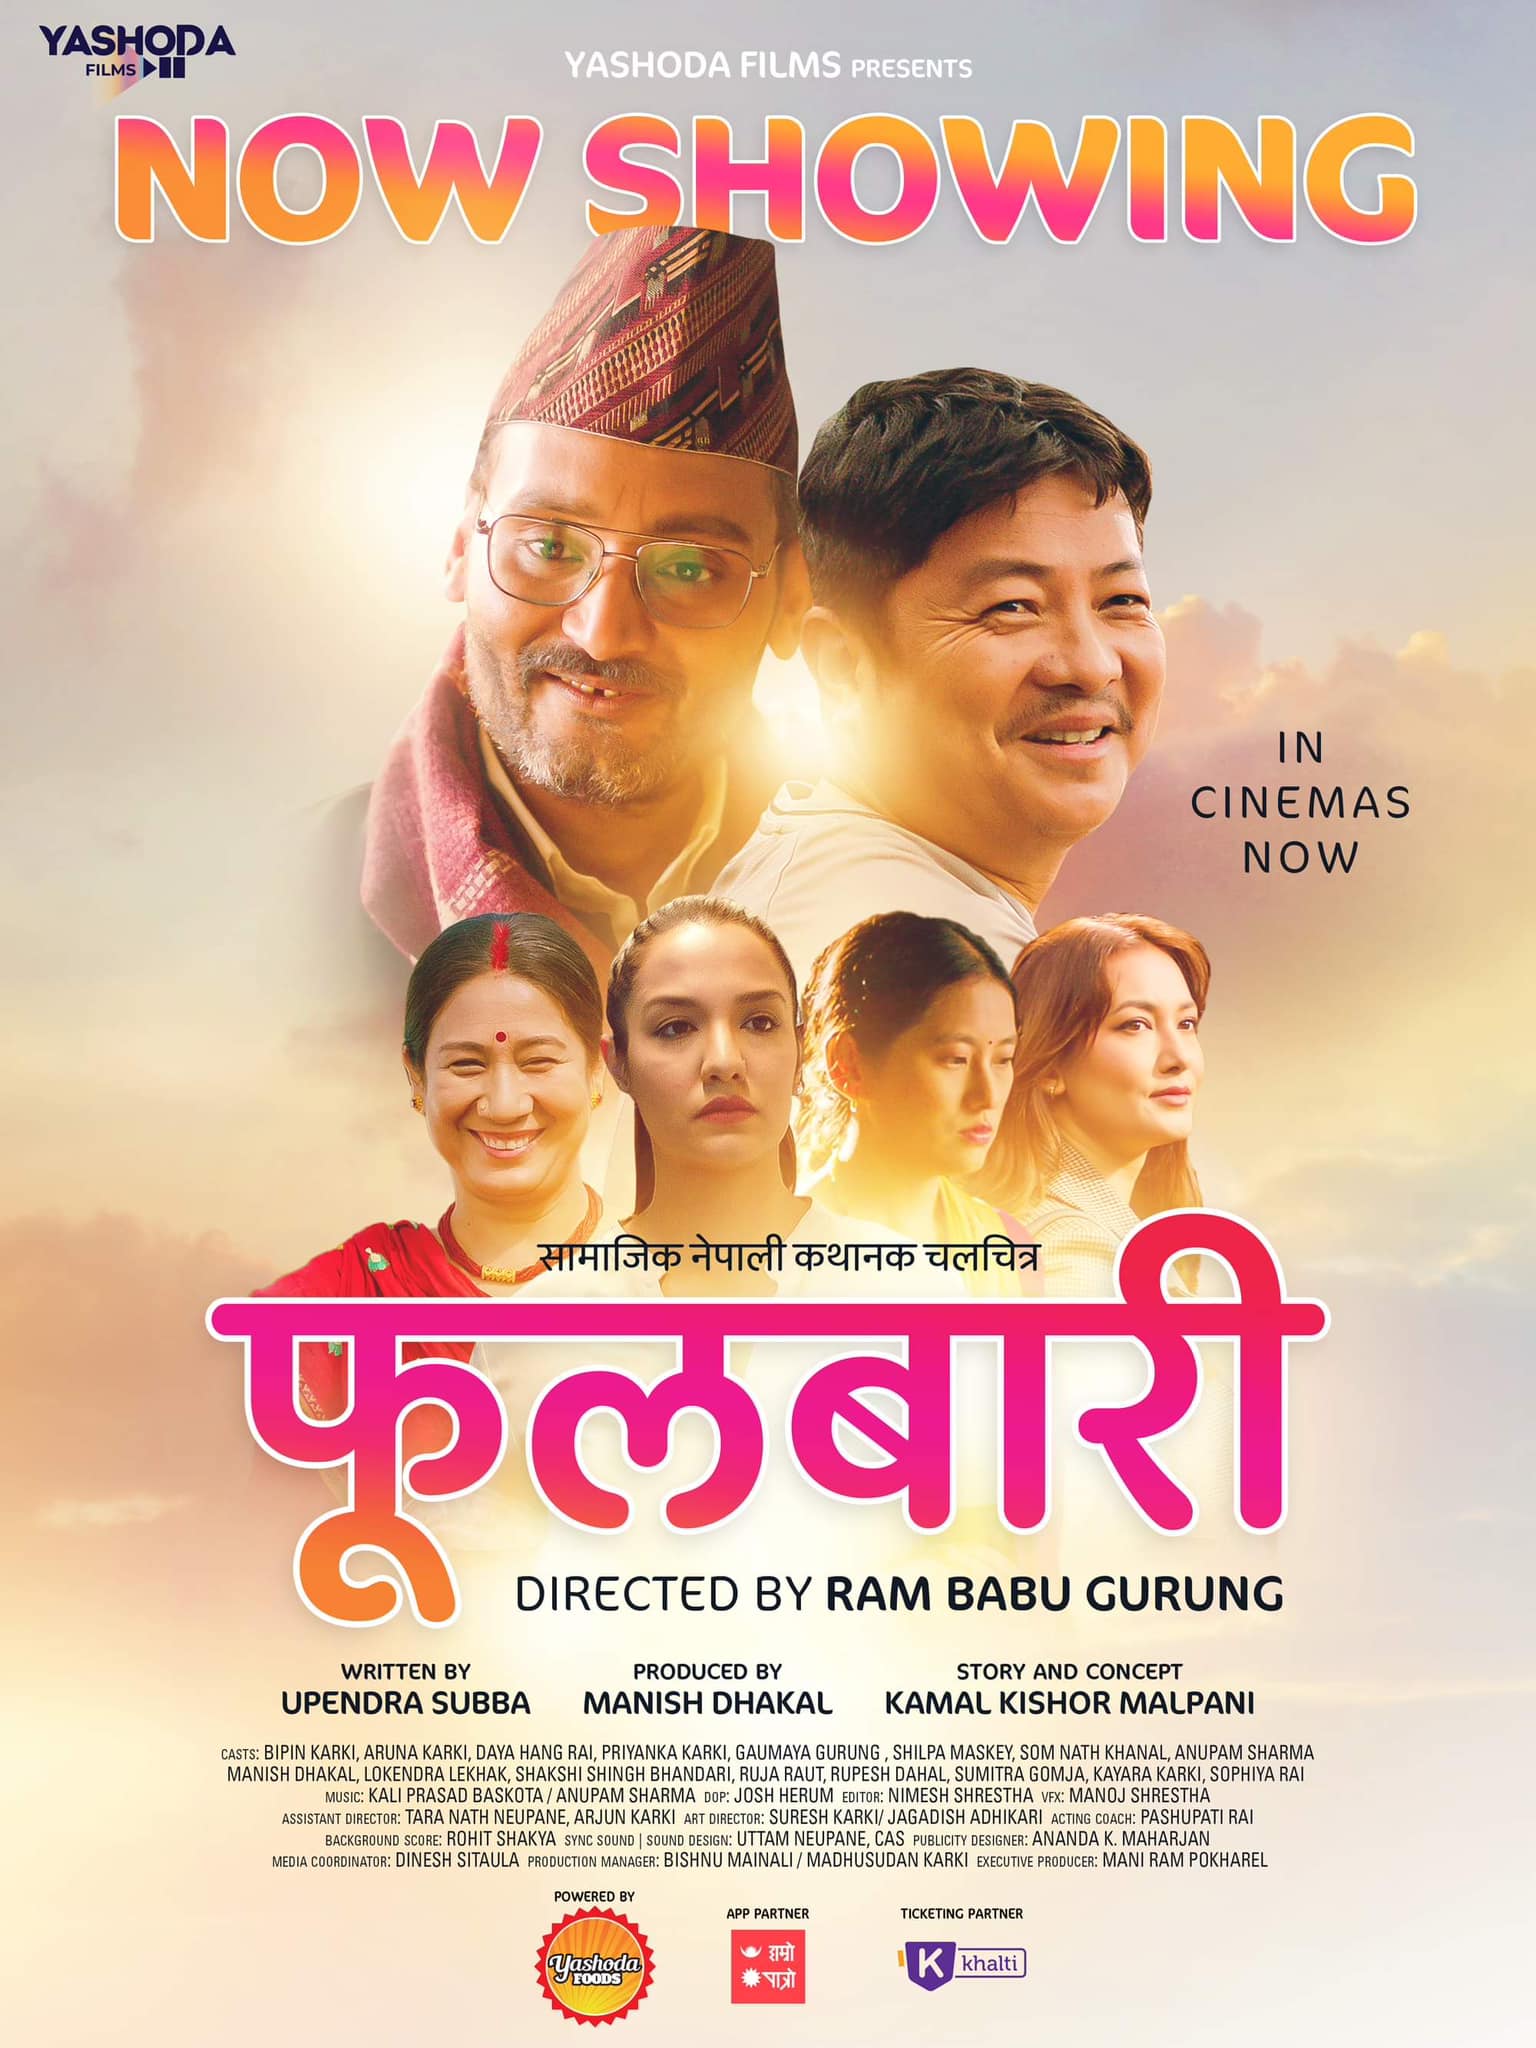 YASHODA
FILMS
YASHODA FILMS PRESENTS
NOW SHOWING
IN
CINEMAS
NOW
सामाजिक नेपाली कथानक चलचित्र
फूलबारी
DIRECTED BY RAM BABU GURUNG
WRITTEN BY
UPENDRA SUBBA
PRODUCED BY
MANISH DHAKAL
STORY AND CONCEPT
KAMAL KISHOR MALPANI
CASTS: BIPIN KARKI, ARUNA KARKI, DAYA HANG RAI, PRIYANKA KARKI, GAUMAYA GURUNG , SHILPA MASKEY, SOM NATH KHANAL, ANUPAM SHARMA
MANISH DHAKAL, LOKENDRA LEKHAK, SHAKSHI SHINGH BHANDARI, RUJA RAUT, RUPESH DAHAL, SUMITRA GOMJA, KAYARA KARKI, SOPHIYA RAI
MUSIC: KALI PRASAD BASKOTA / ANUPAM SHARMA DOP: JOSH HERUM EDITOR: NIMESH SHRESTHA VFX: MANOJ SHRESTHA
ASSISTANT DIRECTOR: TARA NATH NEUPANE, ARJUN KARKI ART DIRECTOR: SURESH KARKI/ JAGADISH ADHIKARI ACTING COACH: PASHUPATI RAI
BACKGROUND SCORE: ROHIT SHAKYA SYNC SOUND | SOUND DESIGN: UTTAM NEUPANE, CAS PUBLICITY DESIGNER: ANANDA K. MAHARJAN
MEDIA COORDINATOR: DINESH SITAULA PRODUCTION MANAGER: BISHNU MAINALI / MADHUSUDAN KARKI EXECUTIVE PRODUCER: MANI RAM POKHAREL
POWERED BY
Yashoda
FOODS
APP PARTNER
हाम्रो
पात्रो
TICKETING PARTNER
K khalti